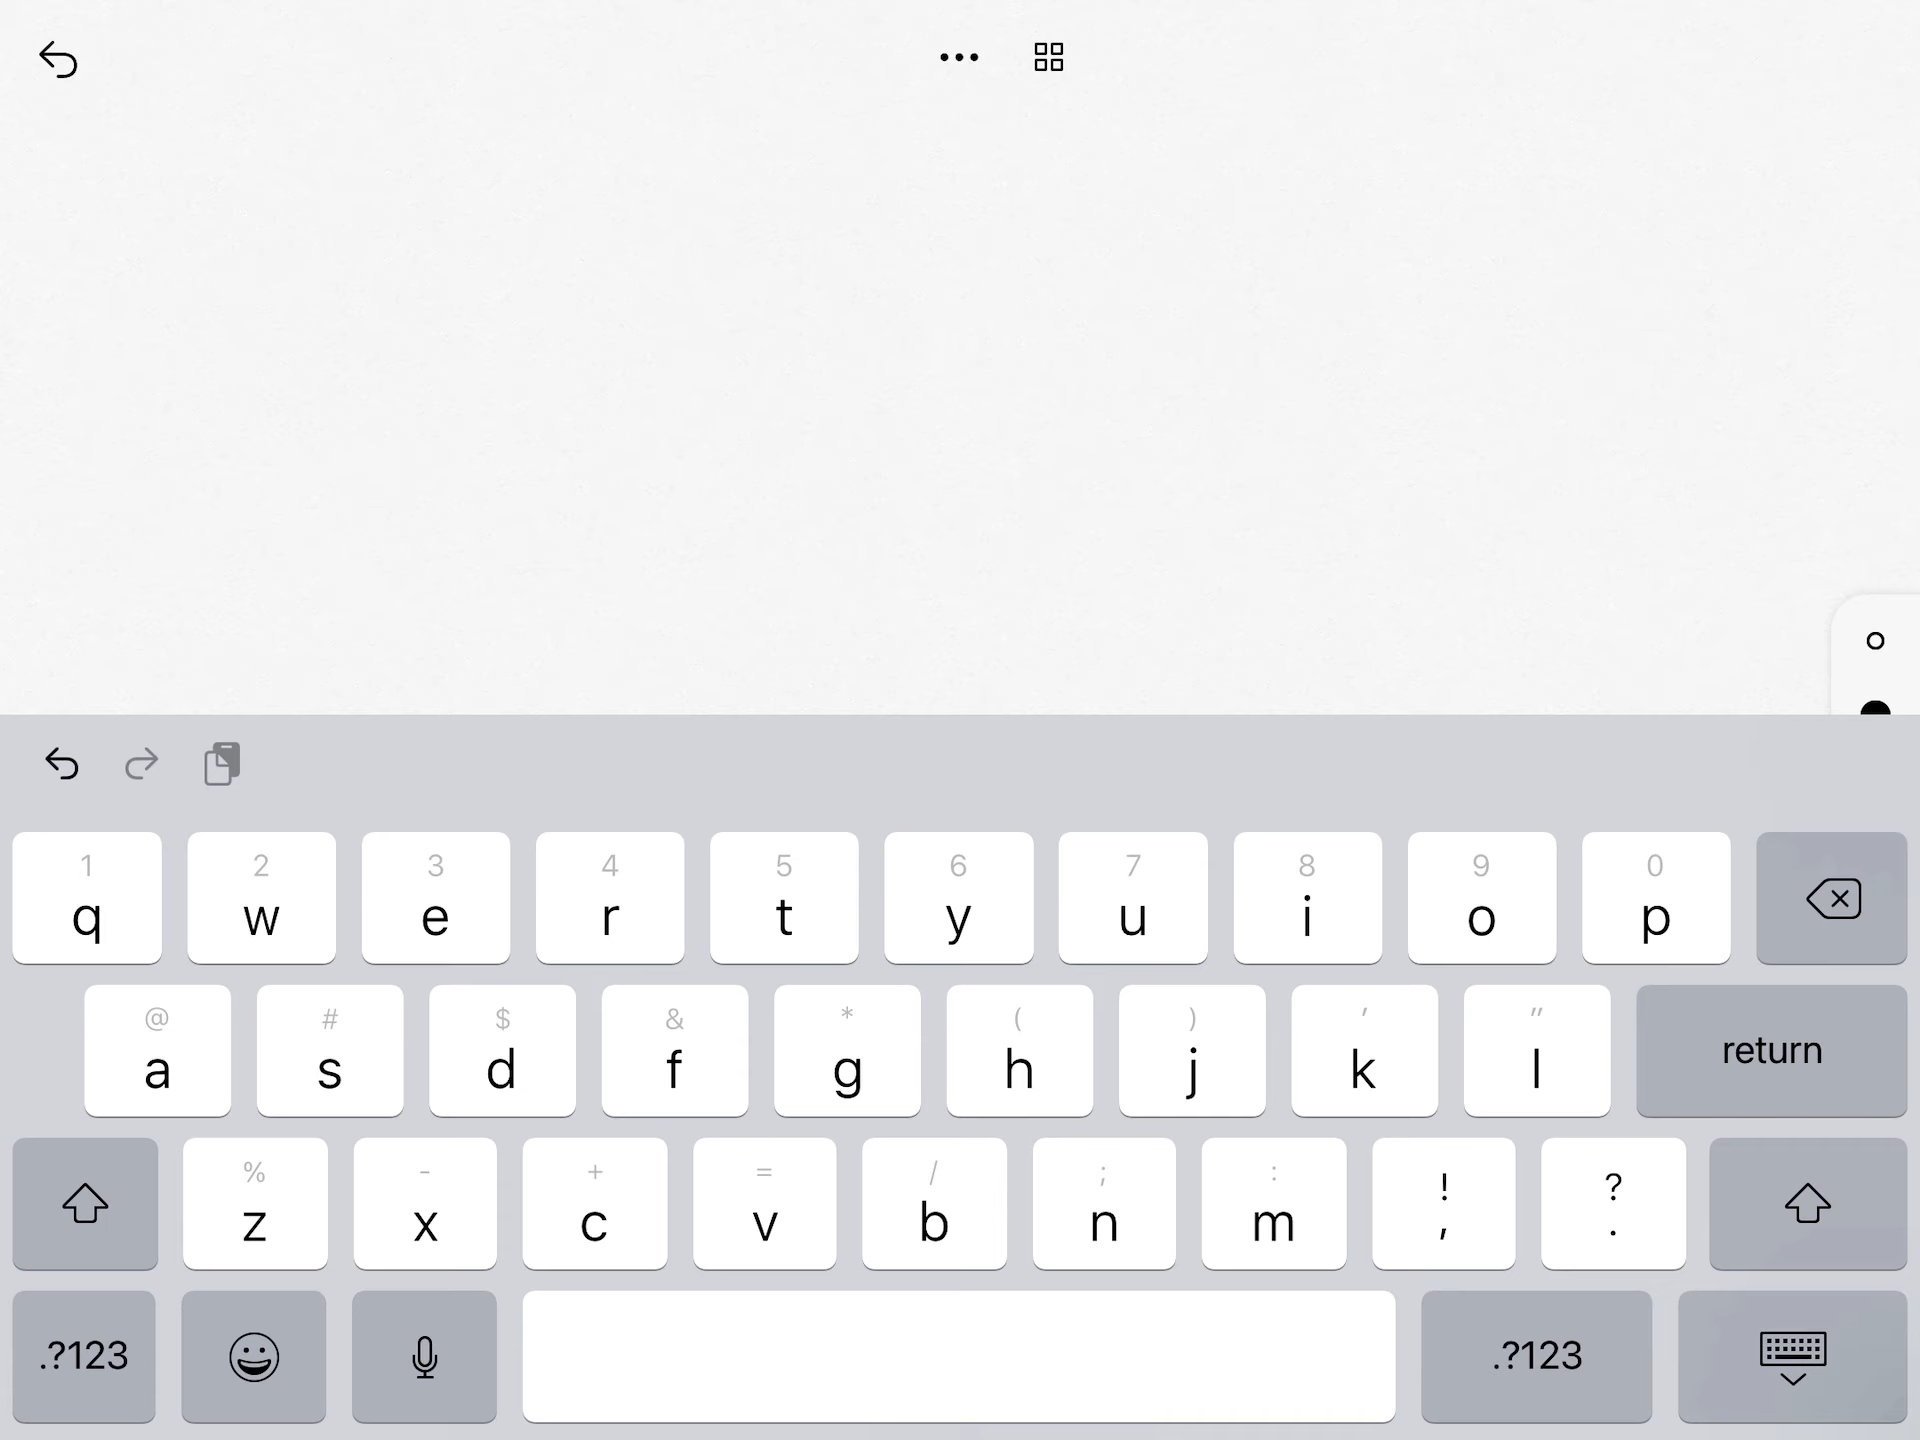 1 2 3 4 5 6 7 8 9 0
q w e r t y u i o p
@ # $ & * ( ) ' "
a s d f g h j k l return
% - + = / ; : ! ?
z x c v b n m , .
.?123 .?123